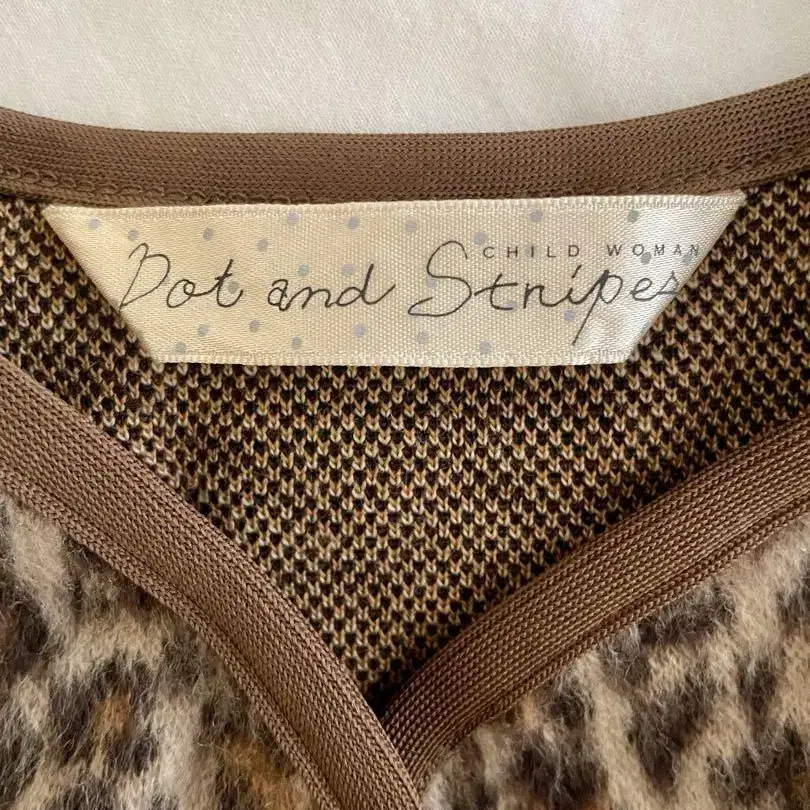 CHILD WOMAN
Dot and Stripes